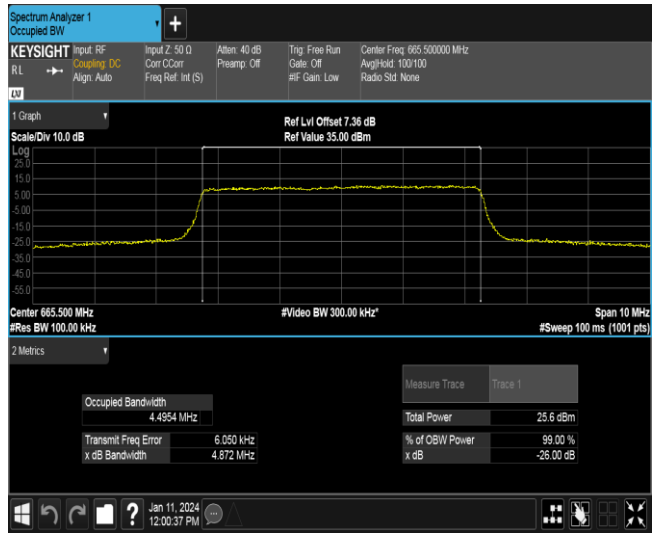 Spectrum Analyzer 1
Occupied BW
+
KEYSIGHT
RL
LXI
Input: RF
Coupling: DC
Align: Auto
Input Z: 50 Ω
Corr CCorr
Freq Ref: Int (S)
Atten: 40 dB
Preamp: Off
Trig: Free Run
Gate: Off
#IF Gain: Low
Center Freq: 665.500000 MHz
Avg|Hold: 100/100
Radio Std: None
1 Graph
Scale/Div 10.0 dB
Ref Lvl Offset 7.36 dB
Ref Value 35.00 dBm
Log
25.0
15.0
5.00
-5.00
-15.0
-25.0
-35.0
-45.0
-55.0
Center 665.500 MHz
#Res BW 100.00 kHz
#Video BW 300.00 kHz*
Span 10 MHz
#Sweep 100 ms (1001 pts)
2 Metrics
Measure Trace Trace 1
Occupied Bandwidth
4.4954 MHz
Total Power 25.6 dBm
Transmit Freq Error 6.050 kHz
% of OBW Power 99.00 %
x dB Bandwidth 4.872 MHz
x dB -26.00 dB
?
Jan 11, 2024
12:00:37 PM